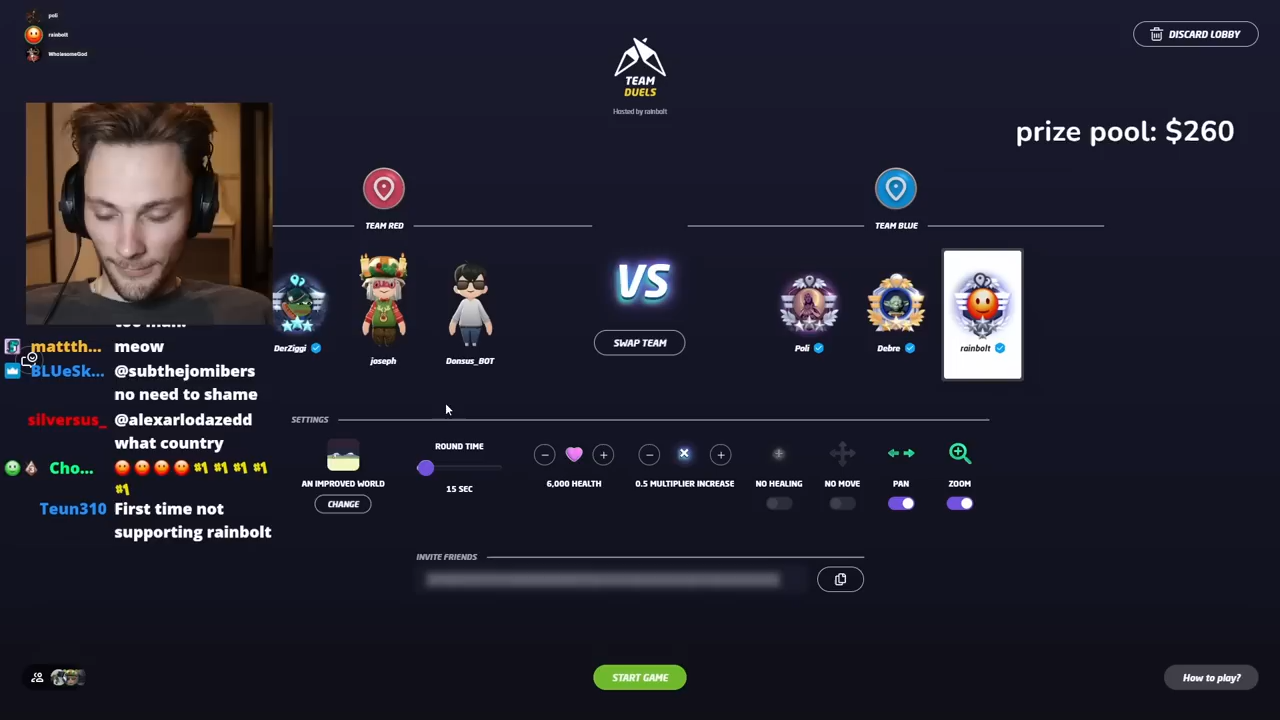 poli
rainbolt
WholesomeGod
DISCARD LOBBY
TEAM
DUELS
Hosted by rainbolt
prize pool: $260
TEAM RED
TEAM BLUE
VS
SWAP TEAM
DerZiggi
joseph
Donsus_BOT
Poli
Debre
rainbolt
matth...
meow
BLUeSk...
@subthejomibers
no need to shame
silversus_
@alexarlodazedd
what country
Cho...
#1 #1 #1 #1
#1
Teun310
First time not
supporting rainbolt
SETTINGS
AN IMPROVED WORLD
CHANGE
ROUND TIME
15 SEC
6,000 HEALTH
0.5 MULTIPLIER INCREASE
NO HEALING
NO MOVE
PAN
ZOOM
INVITE FRIENDS
START GAME
How to play?